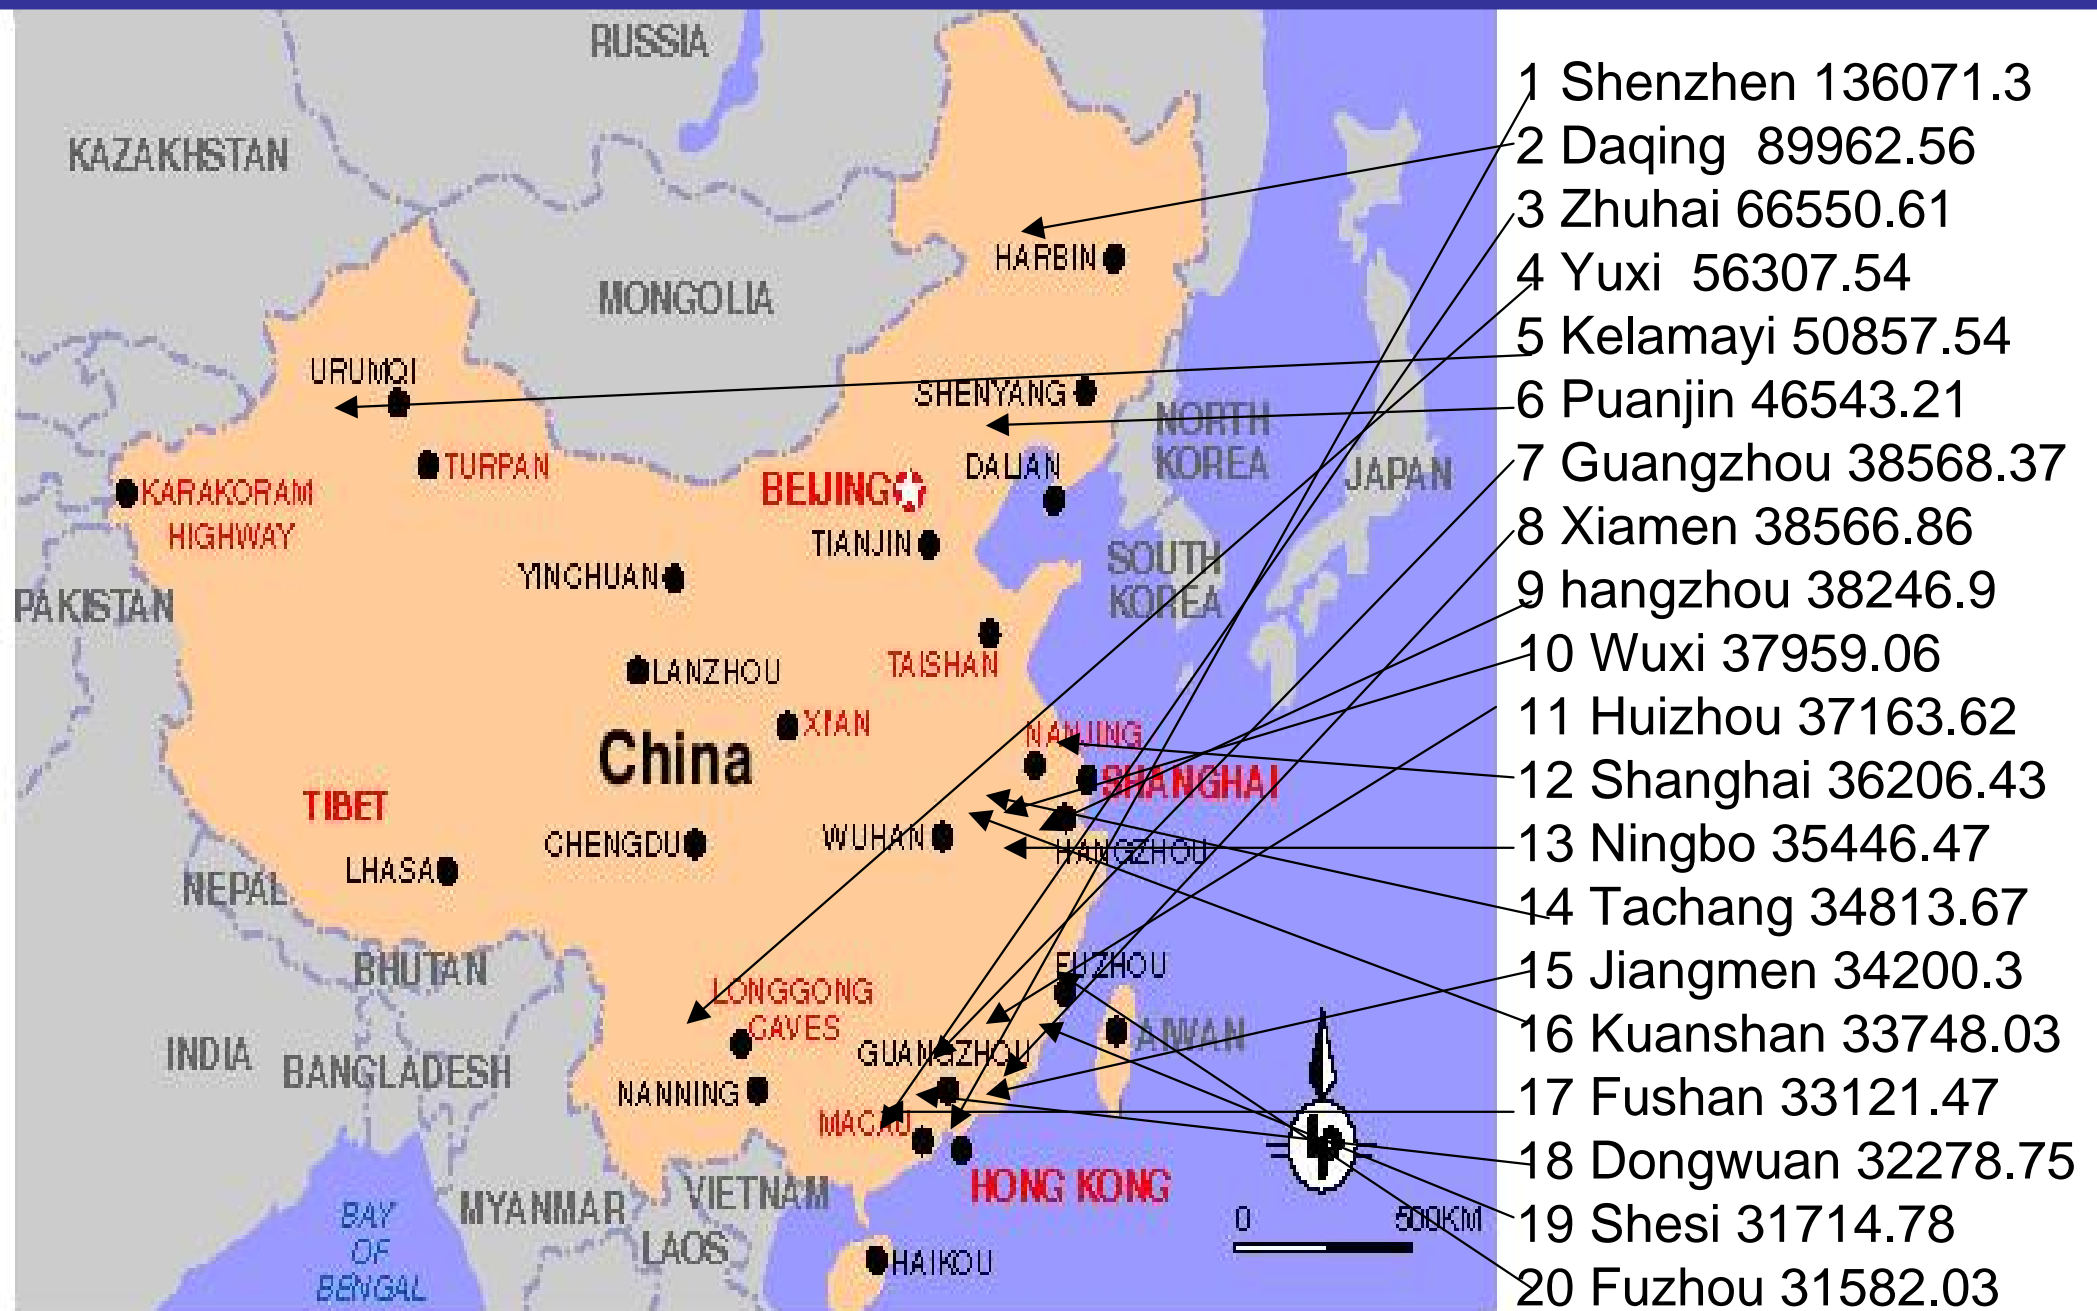 RUSSIA
KAZAKHSTAN
MONGOLIA
HARBIN
URUMQI
SHENYANG
NORTH
KOREA
JAPAN
TURPAN
BEIJING
DALIAN
KARAKORAM
HIGHWAY
TIANJIN
SOUTH
KOREA
YINCHUAN
PAKISTAN
TAISHAN
LANZHOU
XI'AN
NANJING
China
SHANGHAI
TIBET
CHENGDU
WUHAN
HANGZHOU
LHASA
NEPAL
BHUTAN
FUZHOU
LONGGONG
CAVES
INDIA
BANGLADESH
GUANGZHOU
AIWAN
NANNING
MACAU
HONG KONG
MYANMAR
VIETNAM
LAOS
BAY
OF
BENGAL
HAIKOU
0 500KM
1 Shenzhen 136071.3
2 Daqing 89962.56
3 Zhuhai 66550.61
4 Yuxi 56307.54
5 Kelamayi 50857.54
6 Puanjin 46543.21
7 Guangzhou 38568.37
8 Xiamen 38566.86
9 hangzhou 38246.9
10 Wuxi 37959.06
11 Huizhou 37163.62
12 Shanghai 36206.43
13 Ningbo 35446.47
14 Tachang 34813.67
15 Jiangmen 34200.3
16 Kuanshan 33748.03
17 Fushan 33121.47
18 Dongwuan 32278.75
19 Shesi 31714.78
20 Fuzhou 31582.03